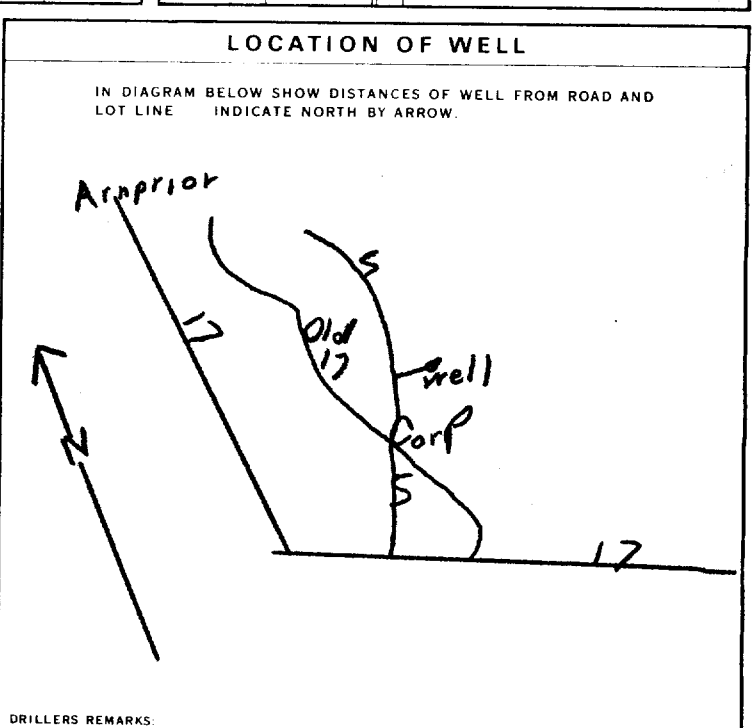 LOCATION OF WELL
IN DIAGRAM BELOW SHOW DISTANCES OF WELL FROM ROAD AND
LOT LINE INDICATE NORTH BY ARROW.
Arnprior
5
17
Old
17
Well
N
Corp
5
17
DRILLERS REMARKS: